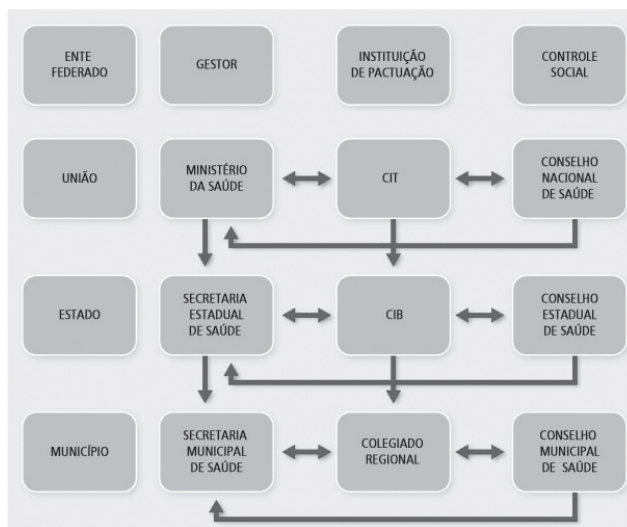 ENTE
FEDERADO
GESTOR
INSTITUIÇÃO
DE PACTUAÇÃO
CONTROLE
SOCIAL
UNIÃO
MINISTÉRIO
DA SAÚDE
CIT
CONSELHO
NACIONAL
DE SAÚDE
ESTADO
SECRETARIA
ESTADUAL
DE SAÚDE
CIB
CONSELHO
ESTADUAL
DE SAÚDE
MUNICÍPIO
SECRETARIA
MUNICIPAL
DE SAÚDE
COLEGIADO
REGIONAL
CONSELHO
MUNICIPAL
DE SAÚDE